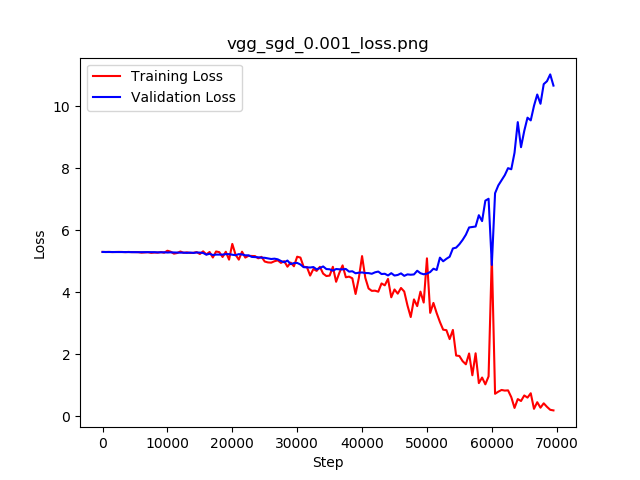 vgg_sgd_0.001_loss.png
Training Loss
Validation Loss
10
8
6
4
2
0
Loss
0 10000 20000 30000 40000 50000 60000 70000
Step